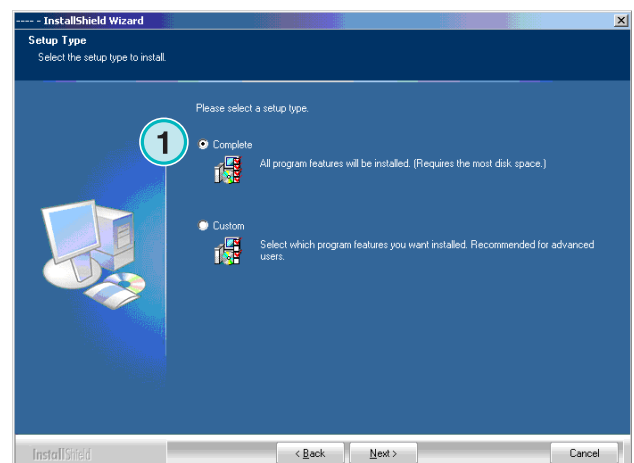 ---- - InstallShield Wizard
Setup Type
Select the setup type to install.
Please select a setup type.
1
Complete
All program features will be installed. (Requires the most disk space.)
Custom
Select which program features you want installed. Recommended for advanced
users.
InstallShield
< Back
Next >
Cancel